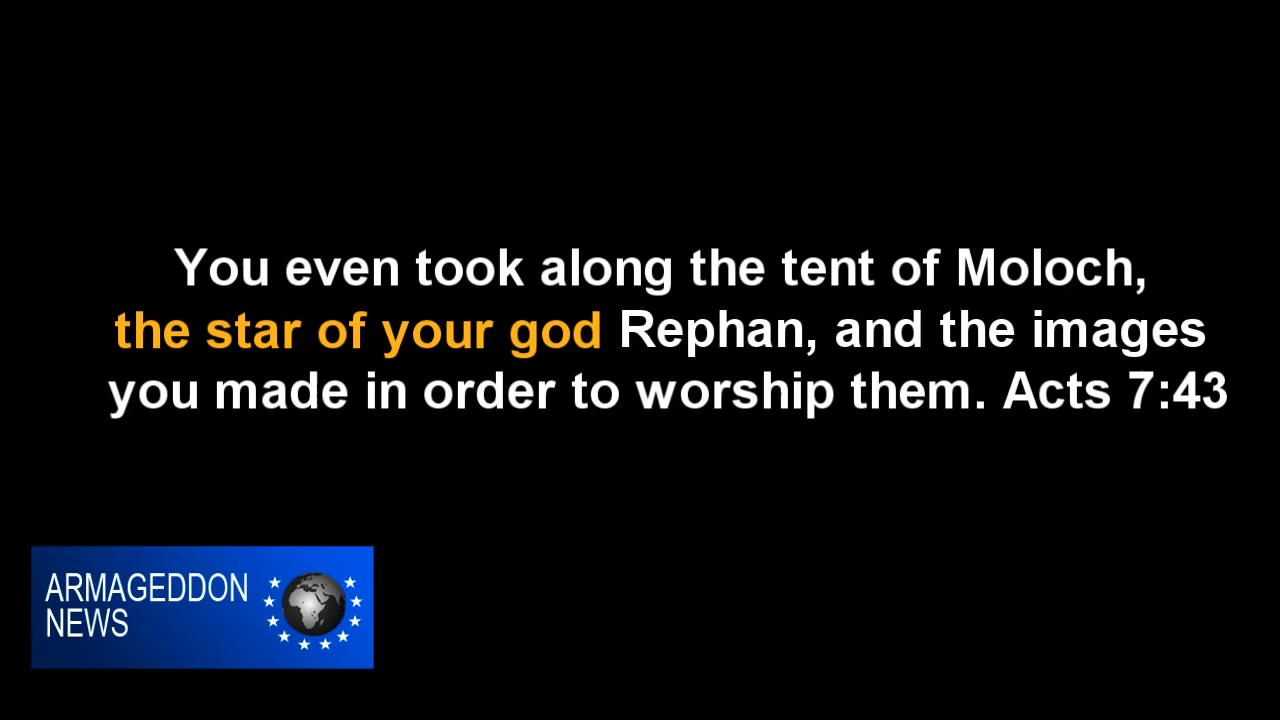 You even took along the tent of Moloch,
the star of your god Rephan, and the images
you made in order to worship them. Acts 7:43
ARMAGEDDON
NEWS